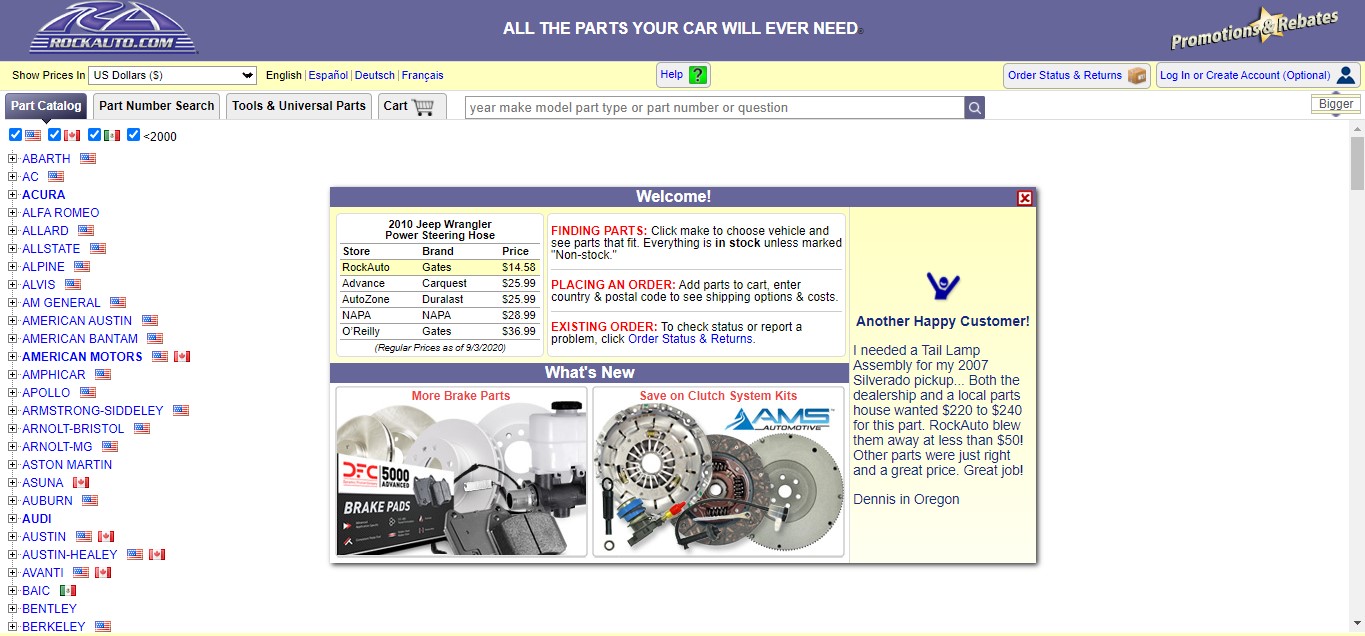 ROCKAUTO.COM
ALL THE PARTS YOUR CAR WILL EVER NEED®
Promotions & Rebates
Show Prices In US Dollars ($) English | Español | Deutsch | Français
Help ?
Order Status & Returns
Log In or Create Account (Optional)
Part Catalog
Part Number Search
Tools & Universal Parts
Cart
year make model part type or part number or question
Bigger
<2000
ABARTH
AC
ACURA
ALFA ROMEO
ALLARD
ALLSTATE
ALPINE
ALVIS
AM GENERAL
AMERICAN AUSTIN
AMERICAN BANTAM
AMERICAN MOTORS
AMPHICAR
APOLLO
ARMSTRONG-SIDDELEY
ARNOLT-BRISTOL
ARNOLT-MG
ASTON MARTIN
ASUNA
AUBURN
AUDI
AUSTIN
AUSTIN-HEALEY
AVANTI
BAIC
BENTLEY
BERKELEY
Welcome!
2010 Jeep Wrangler
Power Steering Hose
Store Brand Price
RockAuto Gates $14.58
Advance Carquest $25.99
AutoZone Duralast $25.99
NAPA NAPA $28.99
O'Reilly Gates $36.99
(Regular Prices as of 9/3/2020)
FINDING PARTS: Click make to choose vehicle and
see parts that fit. Everything is in stock unless marked
"Non-stock."
PLACING AN ORDER: Add parts to cart, enter
country & postal code to see shipping options & costs.
EXISTING ORDER: To check status or report a
problem, click Order Status & Returns.
What's New
More Brake Parts
DFC 5000
ADVANCED
BRAKE PADS
Save on Clutch System Kits
AMS
AUTOMOTIVE
Another Happy Customer!
I needed a Tail Lamp
Assembly for my 2007
Silverado pickup... Both the
dealership and a local parts
house wanted $220 to $240
for this part. RockAuto blew
them away at less than $50!
Other parts were just right
and a great price. Great job!
Dennis in Oregon